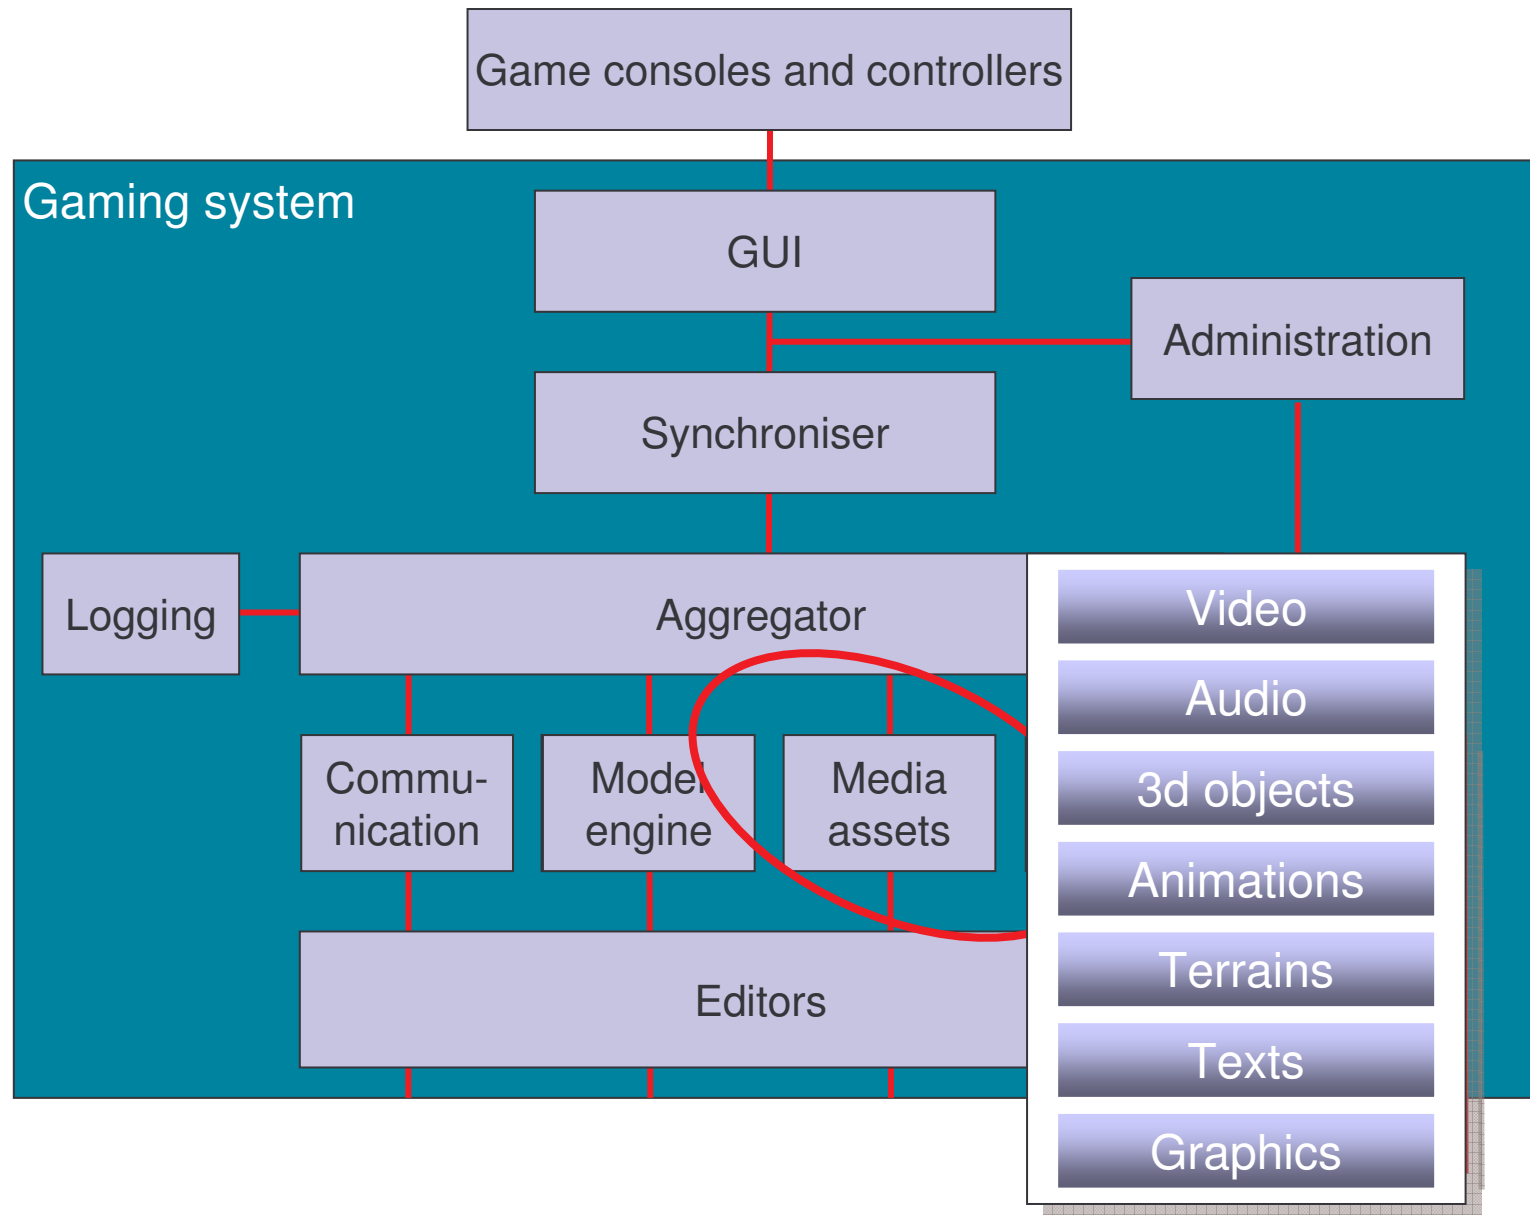 Game consoles and controllers
Gaming system
GUI
Administration
Synchroniser
Logging
Aggregator
Commu-
nication
Model
engine
Media
assets
Editors
Video
Audio
3d objects
Animations
Terrains
Texts
Graphics